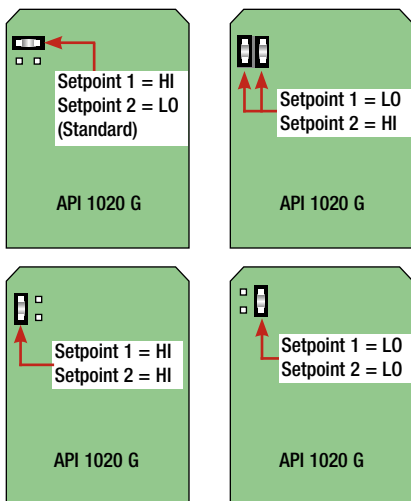 Setpoint 1 = HI
Setpoint 2 = LO
(Standard)
API 1020 G
Setpoint 1 = LO
Setpoint 2 = HI
API 1020 G
Setpoint 1 = HI
Setpoint 2 = HI
API 1020 G
Setpoint 1 = LO
Setpoint 2 = LO
API 1020 G